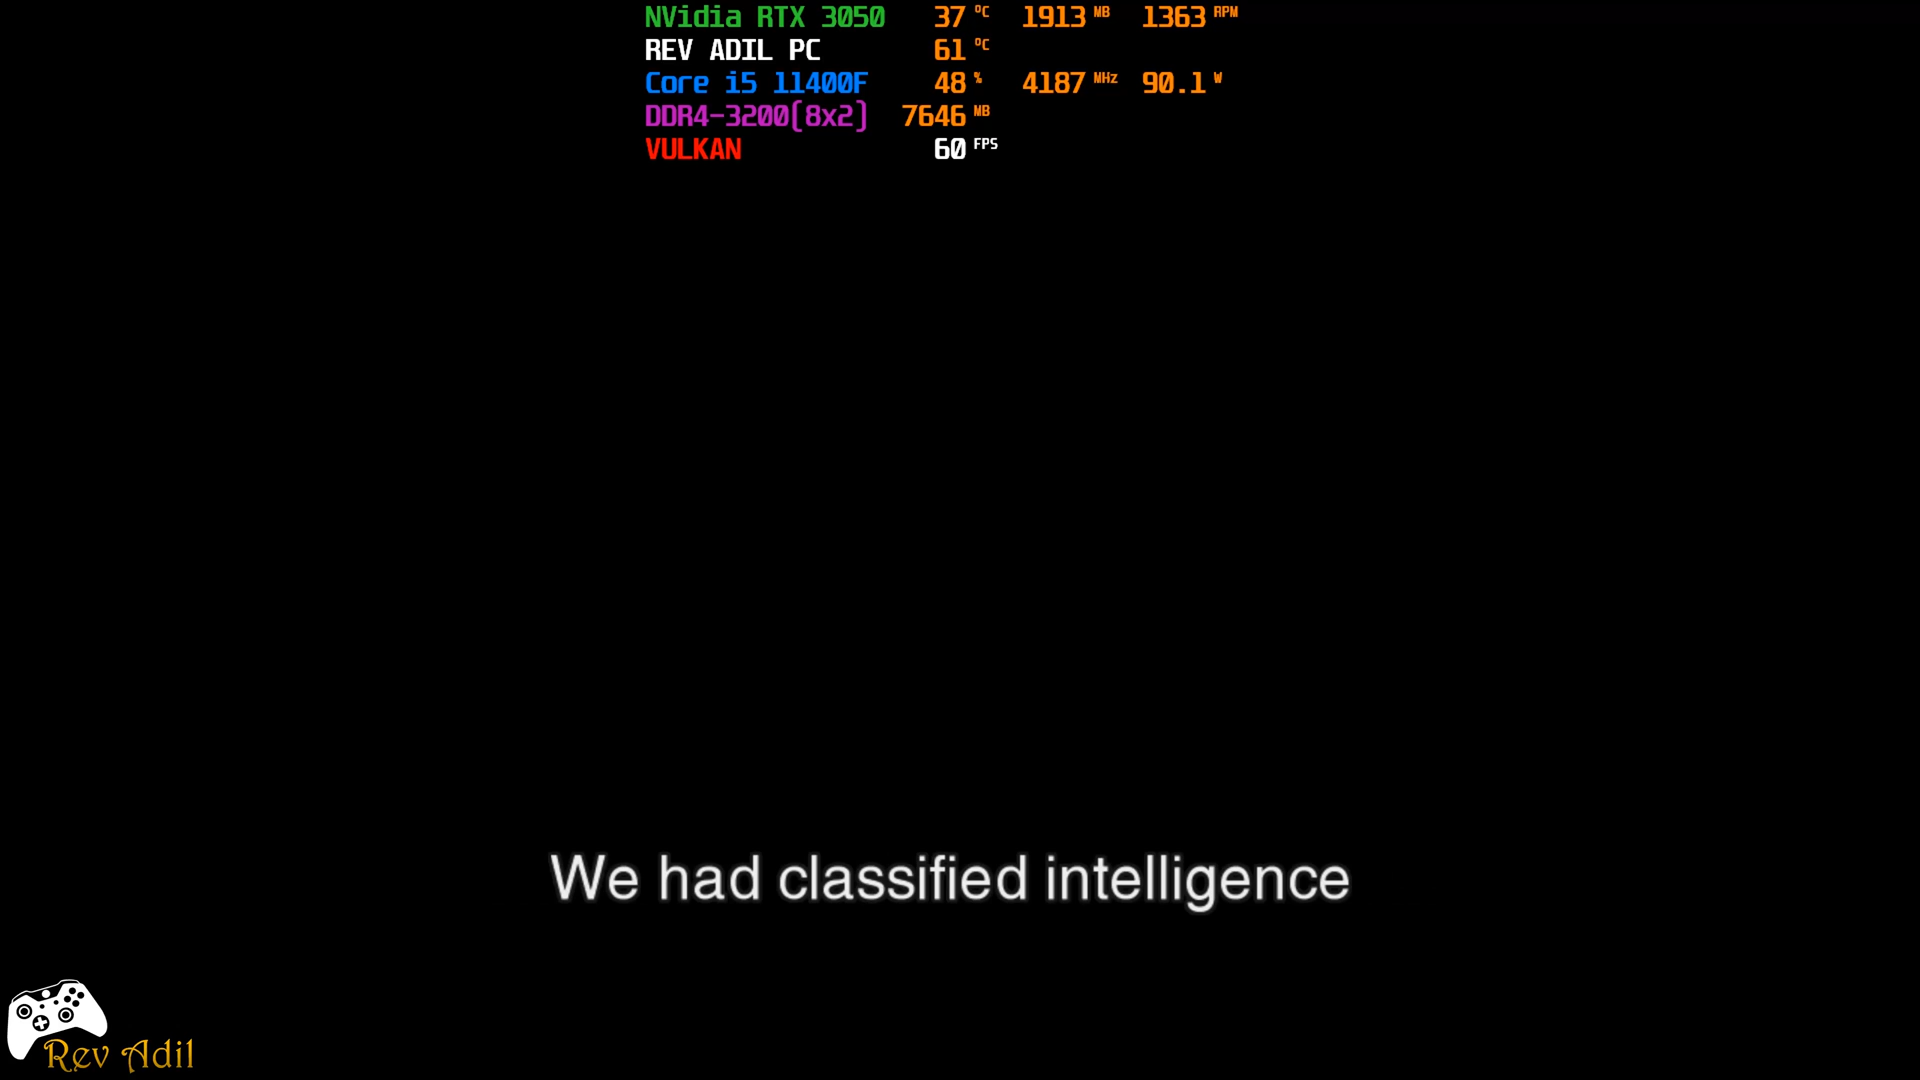 NVidia RTX 3050 37 °C 1913 MB 1363 RPM
REV ADIL PC 61 °C
Core i5 11400F 48 % 4187 MHz 90.1 W
DDR4-3200(8x2) 7646 MB
VULKAN 60 FPS
We had classified intelligence
Rev Adil